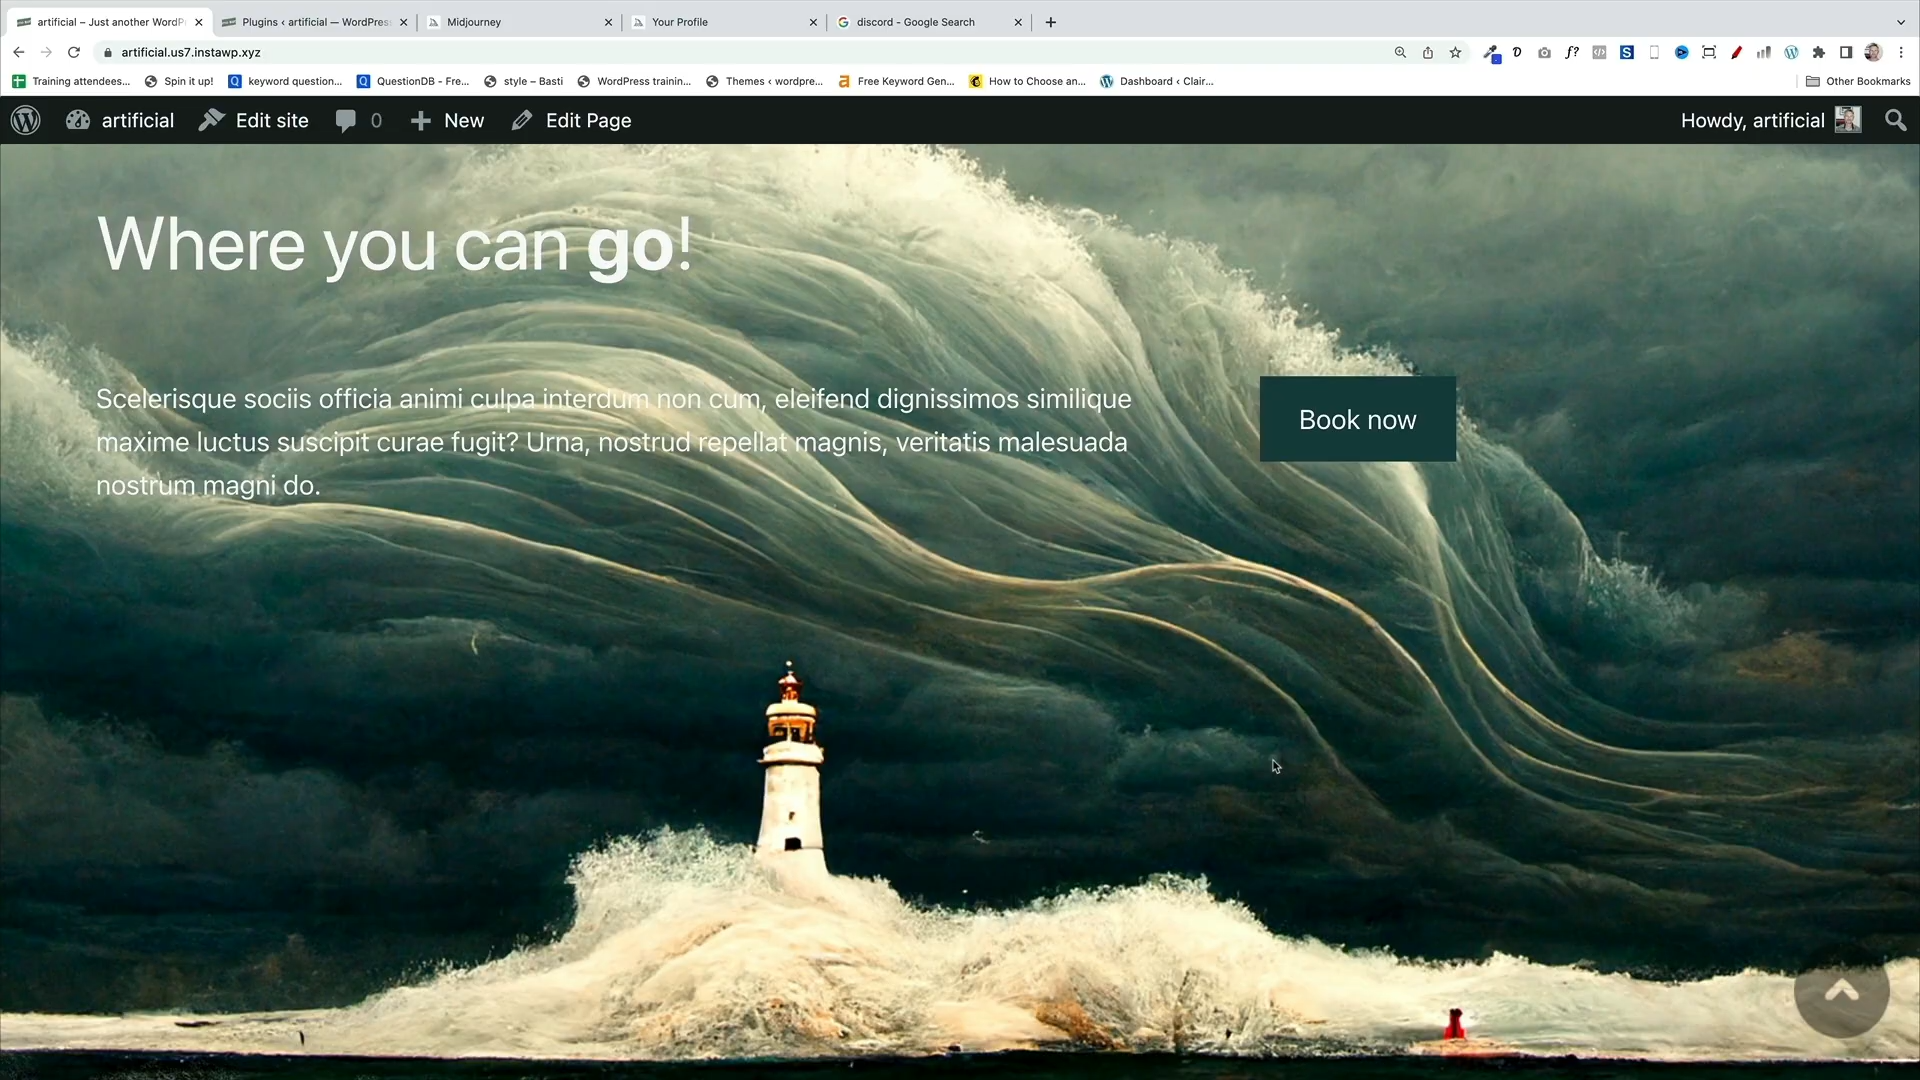 artificial – Just another WordP
Plugins ‹ artificial — WordPress
Midjourney
Your Profile
discord - Google Search
artificial.us7.instawp.xyz
Training attendees...
Spin it up!
keyword question...
QuestionDB - Fre...
style – Basti
WordPress trainin...
Themes ‹ wordpre...
Free Keyword Gen...
How to Choose an...
Dashboard ‹ Clair...
Other Bookmarks
artificial
Edit site
0
New
Edit Page
Howdy, artificial
Where you can go!
Scelerisque sociis officia animi culpa interdum non cum, eleifend dignissimos similique
maxime luctus suscipit curae fugit? Urna, nostrud repellat magnis, veritatis malesuada
nostrum magni do.
Book now